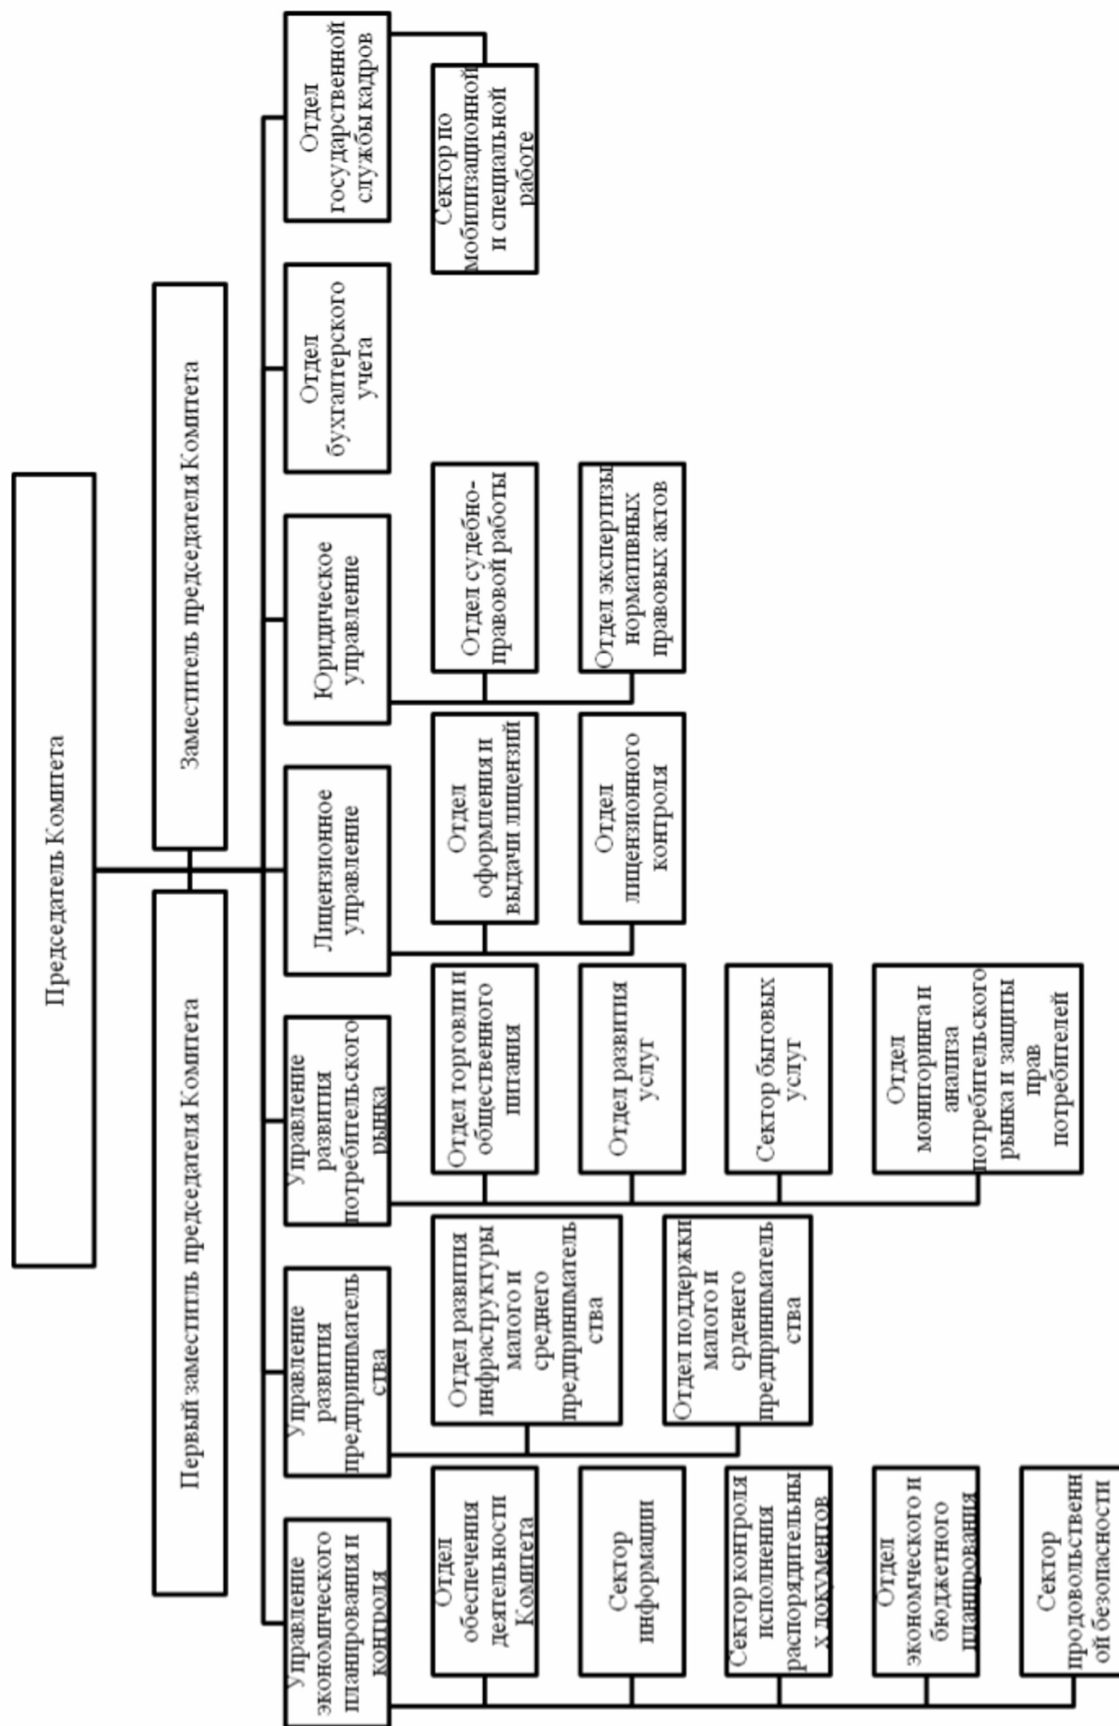 Председатель Комитета
Первый заместитль председателя Комитета
Заместитель председателя Комитета
Управление
экономического
планирования и
контроля
Отдел
обеспечения
деятельности
Комитета
Сектор
информации
Сектор контроля
исполнения
распорядительны
х документов
Отдел
экономческого и
бюджетного
планирования
Сектор
продовольственн
ой безопасности
Управление
развития
предприниматель
ства
Отдел развития
инфраструктуры
малого и
среднего
предприниматель
ства
Отдел поддержки
малого и
срденего
предприниматель
ства
Управление
развития
потребительского
рынка
Отдел торговли и
общественного
питания
Отдел развития
услуг
Сектор бытовых
услуг
Отдел
мониторинга и
анализа
потребительского
рынка и защиты
прав
потребителей
Лицензионное
управление
Отдел
оформления и
выдачи лицензий
Отдел
лицензионного
контроля
Юридическое
управление
Отдел судебно-
правовой работы
Отдел экспертизы
нормативных
правовых актов
Отдел
бухгалтерского
учета
Отдел
государственной
службы кадров
Сектор по
мобилизационной
и специальной
работе